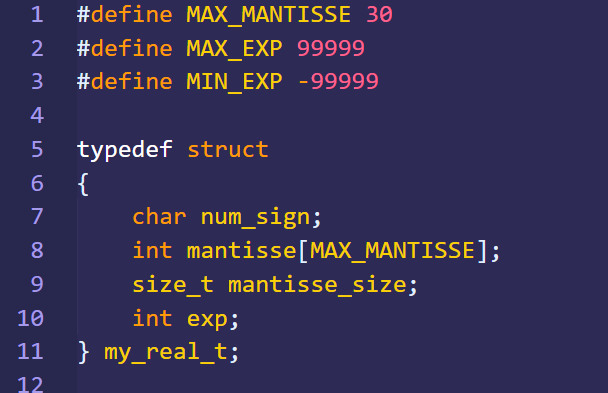 1 #define MAX_MANTISSE 30
2 #define MAX_EXP 99999
3 #define MIN_EXP -99999
4
5 typedef struct
6 {
7     char num_sign;
8     int mantisse[MAX_MANTISSE];
9     size_t mantisse_size;
10     int exp;
11 } my_real_t;
12